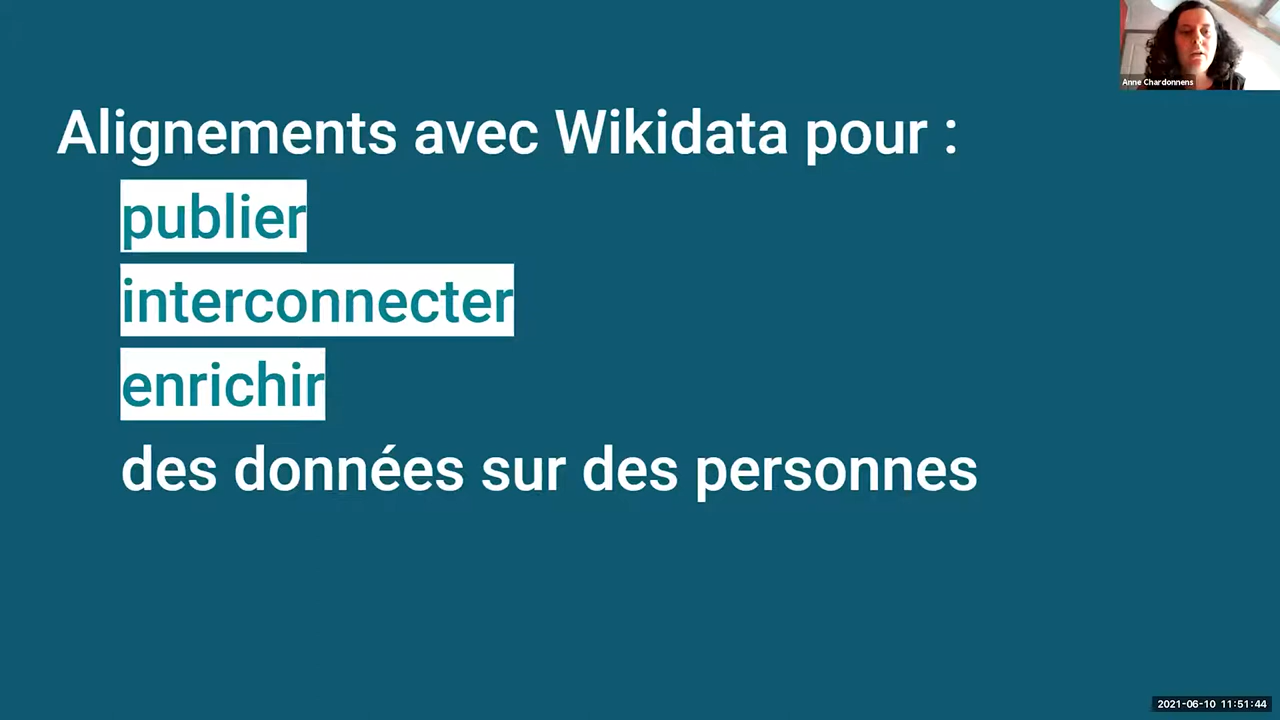 Anne Chardonnens
Alignements avec Wikidata pour :
publier
interconnecter
enrichir
des données sur des personnes
2021-06-10 11:51:44